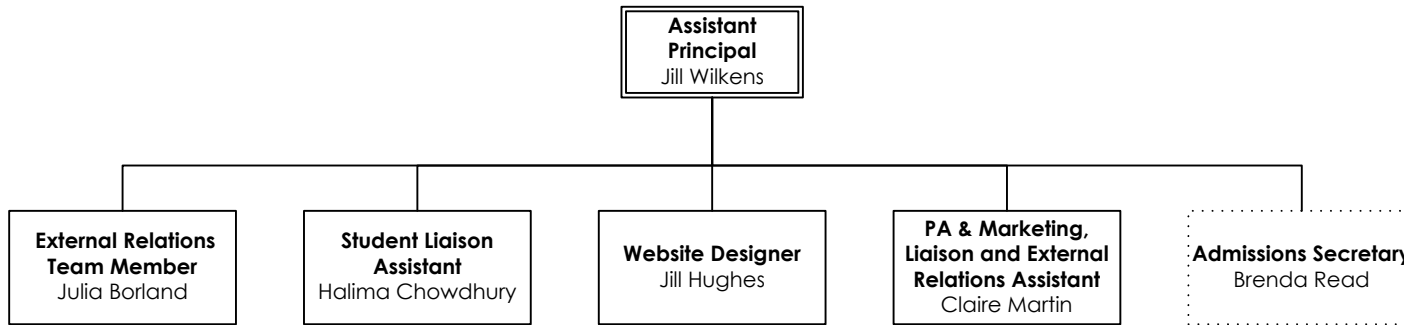 Assistant
Principal
Jill Wilkens
External Relations
Team Member
Julia Borland
Student Liaison
Assistant
Halima Chowdhury
Website Designer
Jill Hughes
PA & Marketing,
Liaison and External
Relations Assistant
Claire Martin
Admissions Secretary
Brenda Read